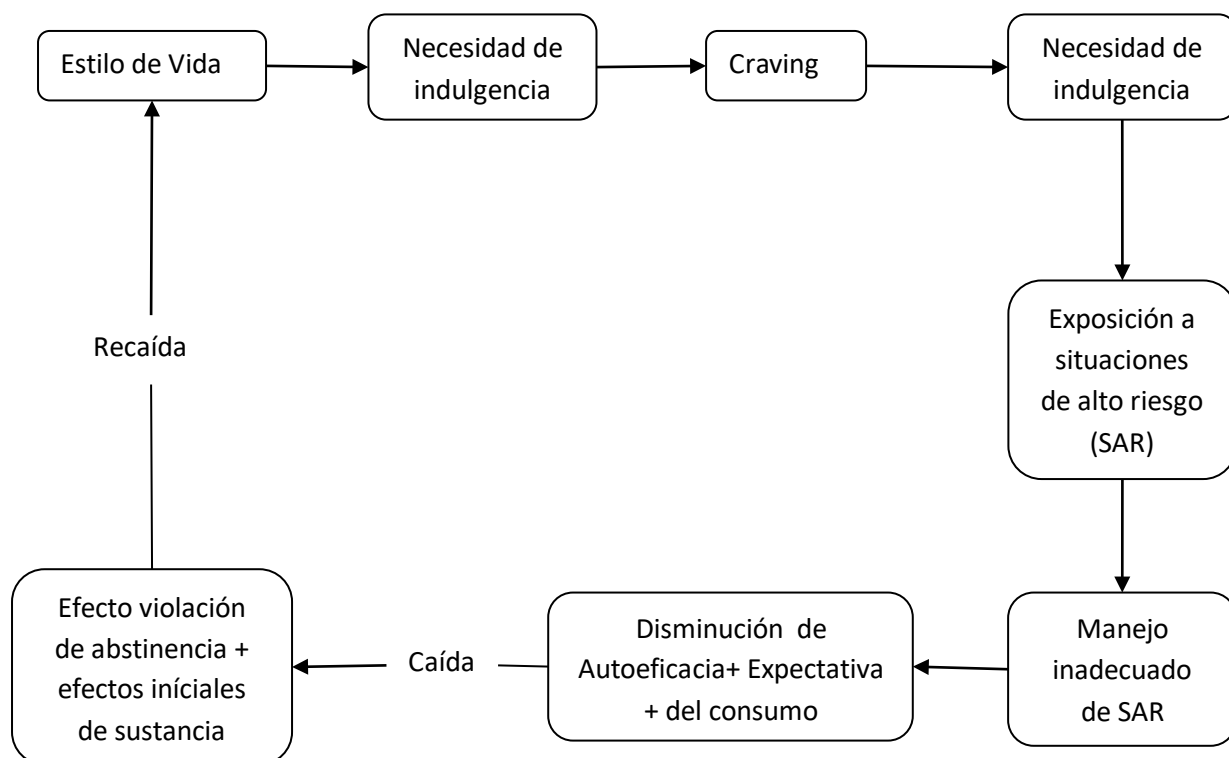 Estilo de Vida
Necesidad de
indulgencia
Craving
Necesidad de
indulgencia
Exposición a
situaciones
de alto riesgo
(SAR)
Manejo
inadecuado
de SAR
Disminución de
Autoeficacia+ Expectativa
+ del consumo
Caída
Efecto violación
de abstinencia +
efectos iníciales
de sustancia
Recaída